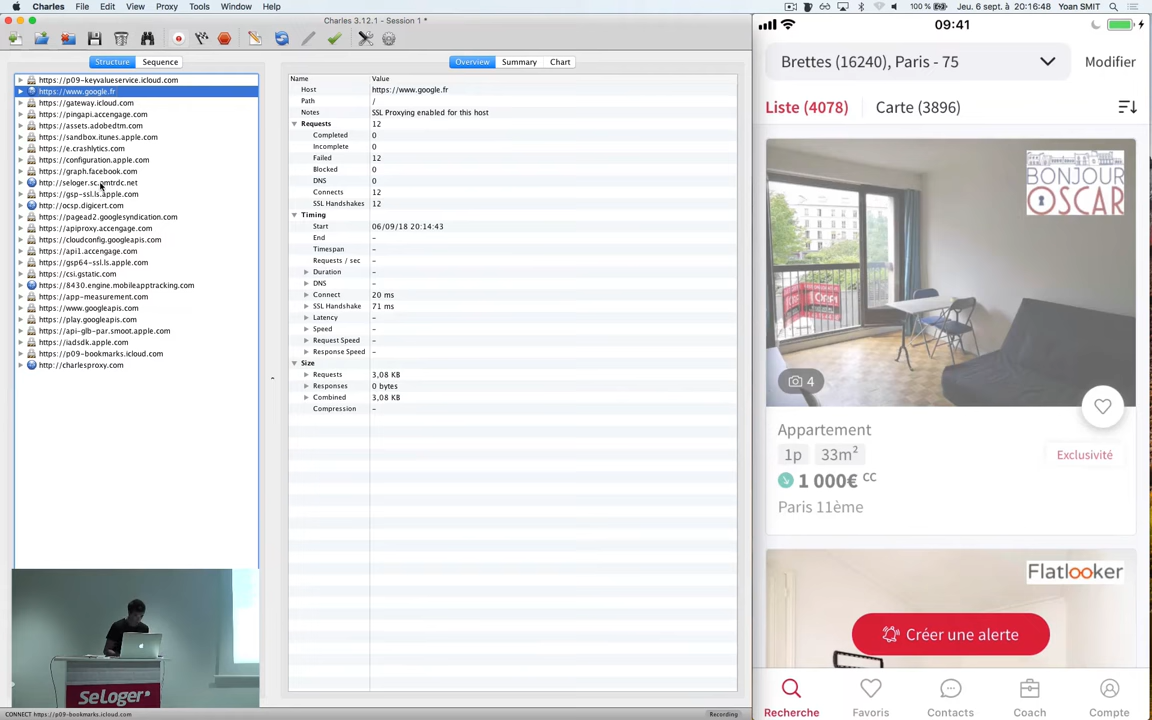 Charles File Edit View Proxy Tools Window Help
100 % Jeu. 6 sept. à 20:16:48 Yoan SMIT
Charles 3.12.1 - Session 1 *
Structure Sequence
Overview Summary Chart
https://p09-keyvalueservice.icloud.com
https://www.google.fr
https://gateway.icloud.com
https://pingapi.accengage.com
https://assets.adobedtm.com
https://sandbox.itunes.apple.com
https://e.crashlytics.com
https://configuration.apple.com
https://graph.facebook.com
http://seloger.sc.omtrdc.net
https://gsp-ssl.ls.apple.com
http://ocsp.digicert.com
https://pagead2.googlesyndication.com
https://apiproxy.accengage.com
https://cloudconfig.googleapis.com
https://api1.accengage.com
https://gsp64-ssl.ls.apple.com
https://csi.gstatic.com
https://8430.engine.mobileapptracking.com
https://app-measurement.com
https://www.googleapis.com
https://play.googleapis.com
https://api-glb-par.smoot.apple.com
https://iadsdk.apple.com
https://p09-bookmarks.icloud.com
http://charlesproxy.com
Name Value
Host https://www.google.fr
Path /
Notes SSL Proxying enabled for this host
Requests 12
Completed 0
Incomplete 0
Failed 12
Blocked 0
DNS 0
Connects 12
SSL Handshakes 12
Timing
Start 06/09/18 20:14:43
End –
Timespan –
Requests / sec –
Duration –
DNS –
Connect 20 ms
SSL Handshake 71 ms
Latency –
Speed –
Request Speed –
Response Speed –
Size
Requests 3,08 KB
Responses 0 bytes
Combined 3,08 KB
Compression –
SeLoger
CONNECT https://p09-bookmarks.icloud.com
Recording
09:41
Brettes (16240), Paris - 75
Modifier
Liste (4078) Carte (3896)
BONJOUR
OSCAR
4
Appartement
1p 33m²
Exclusivité
1 000€ CC
Paris 11ème
Flatlooker
Créer une alerte
Recherche Favoris Contacts Coach Compte